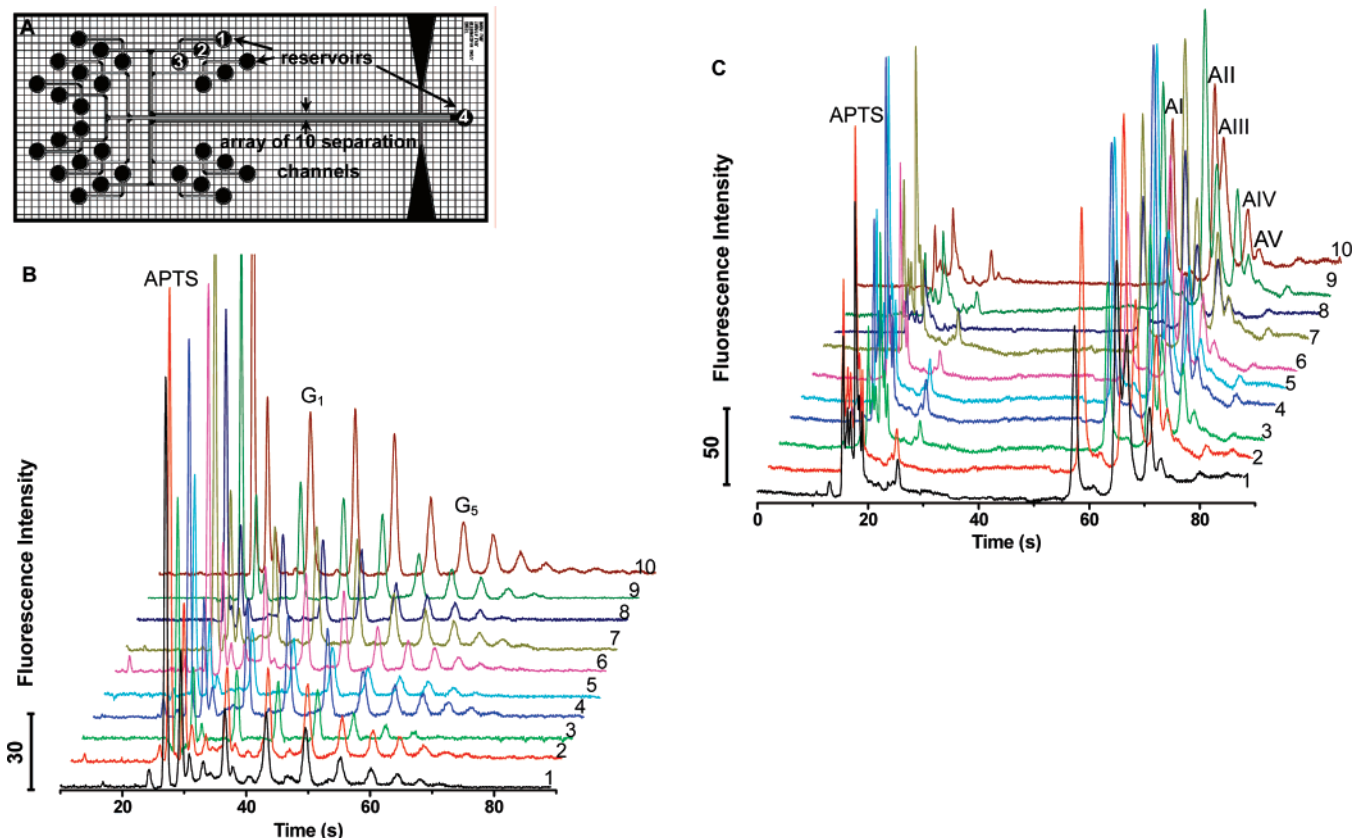 A
1
2
3
reservoirs
4
array of 10 separation
channels
B
APTS
G1
G5
10
9
8
7
6
5
4
3
2
1
Fluorescence Intensity
30
20
40
60
80
Time (s)
C
APTS
AI
AII
AIII
AIV
AV
10
9
8
7
6
5
4
3
2
1
Fluorescence Intensity
50
0
20
40
60
80
Time (s)